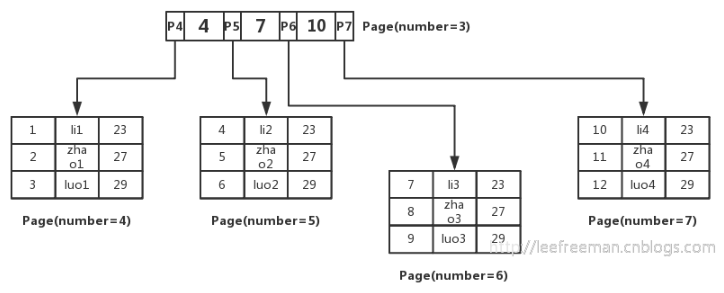 P4 4 P5 7 P6 10 P7 Page(number=3)
1 li1 23
2 zha
o1 27
3 luo1 29
Page(number=4)
4 li2 23
5 zha
o2 27
6 luo2 29
Page(number=5)
7 li3 23
8 zha
o3 27
9 luo3 29
Page(number=6)
10 li4 23
11 zha
o4 27
12 luo4 29
Page(number=7)
http://leefreeman.cnblogs.com